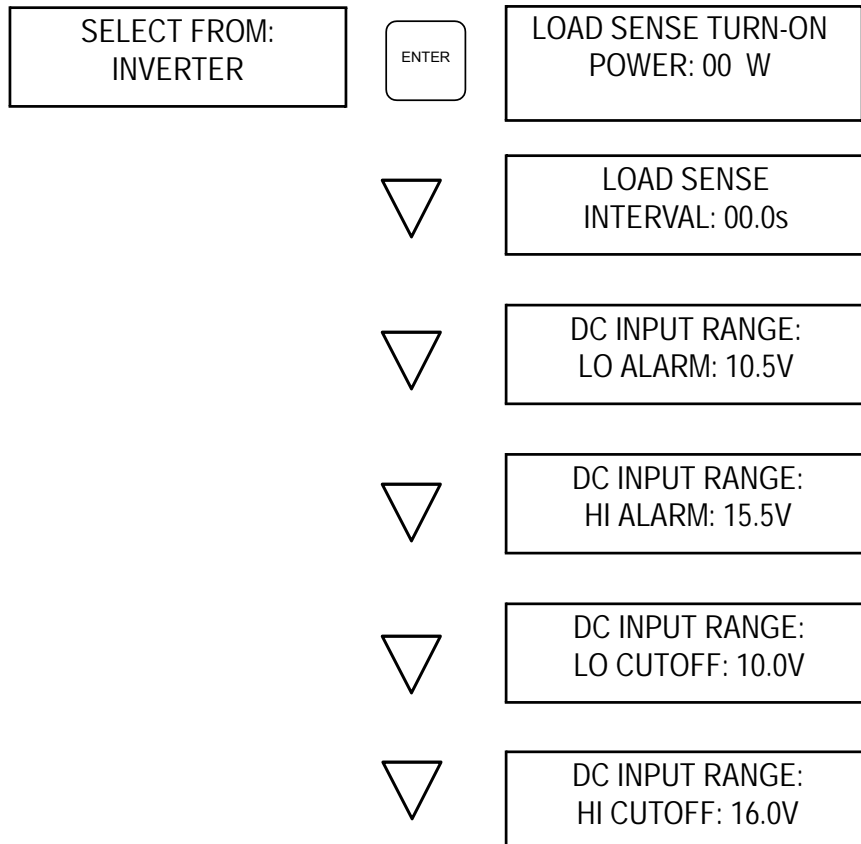 SELECT FROM:
INVERTER
ENTER
LOAD SENSE TURN-ON
POWER: 00 W
LOAD SENSE
INTERVAL: 00.0s
DC INPUT RANGE:
LO ALARM: 10.5V
DC INPUT RANGE:
HI ALARM: 15.5V
DC INPUT RANGE:
LO CUTOFF: 10.0V
DC INPUT RANGE:
HI CUTOFF: 16.0V